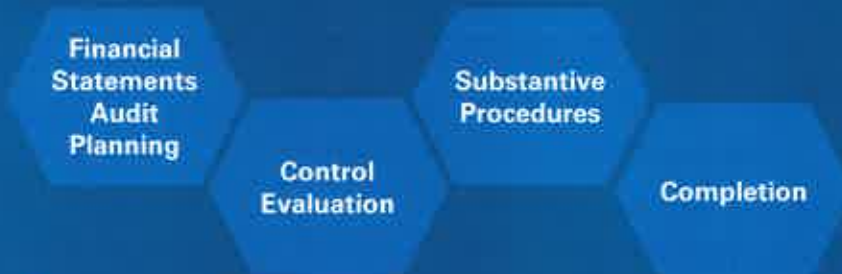 Financial
Statements
Audit
Planning
Control
Evaluation
Substantive
Procedures
Completion